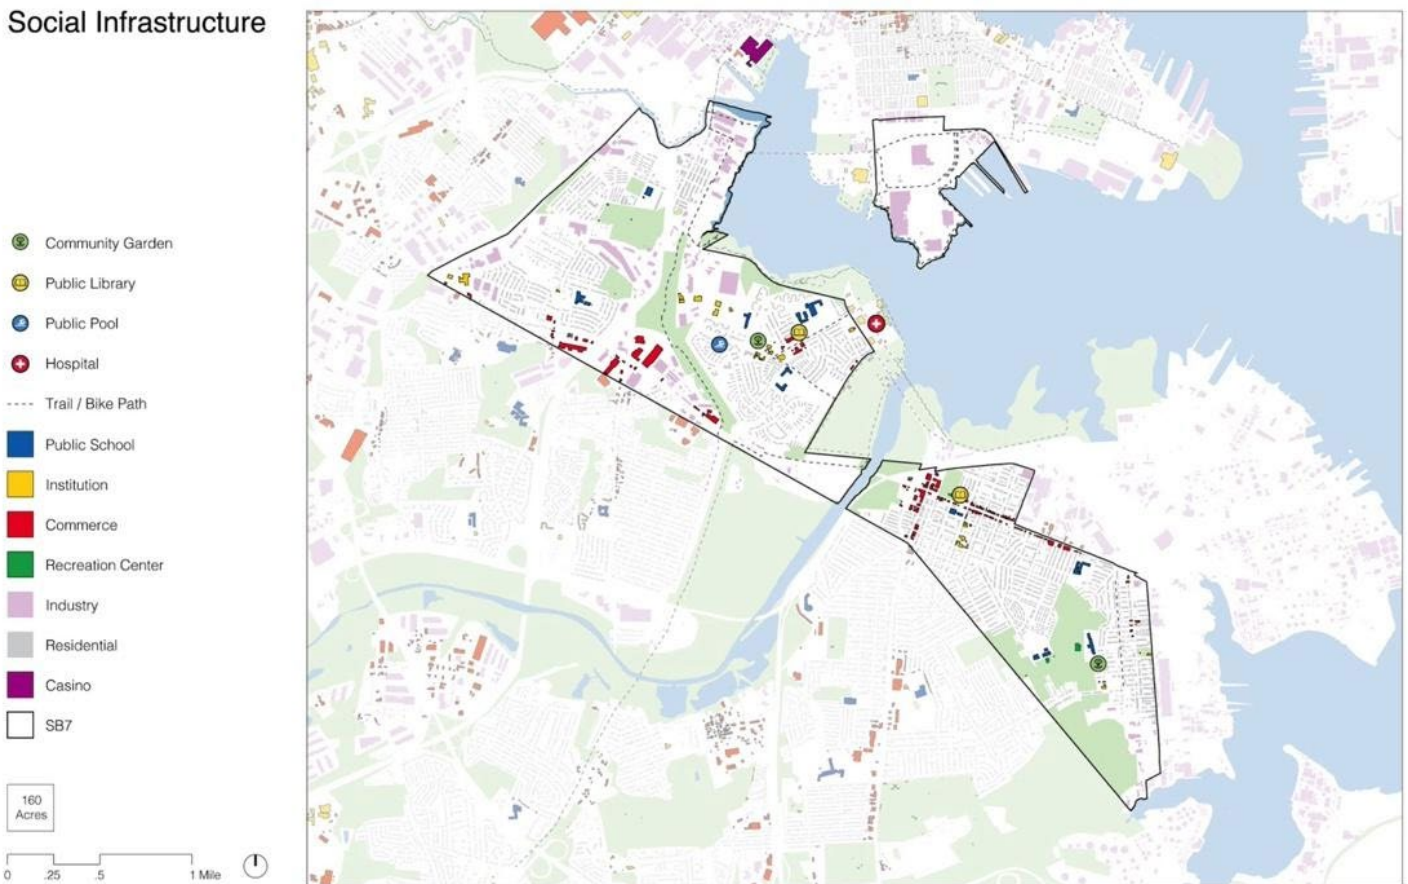 Social Infrastructure
Community Garden
Public Library
Public Pool
Hospital
Trail / Bike Path
Public School
Institution
Commerce
Recreation Center
Industry
Residential
Casino
SB7
160
Acres
0 .25 .5 1 Mile